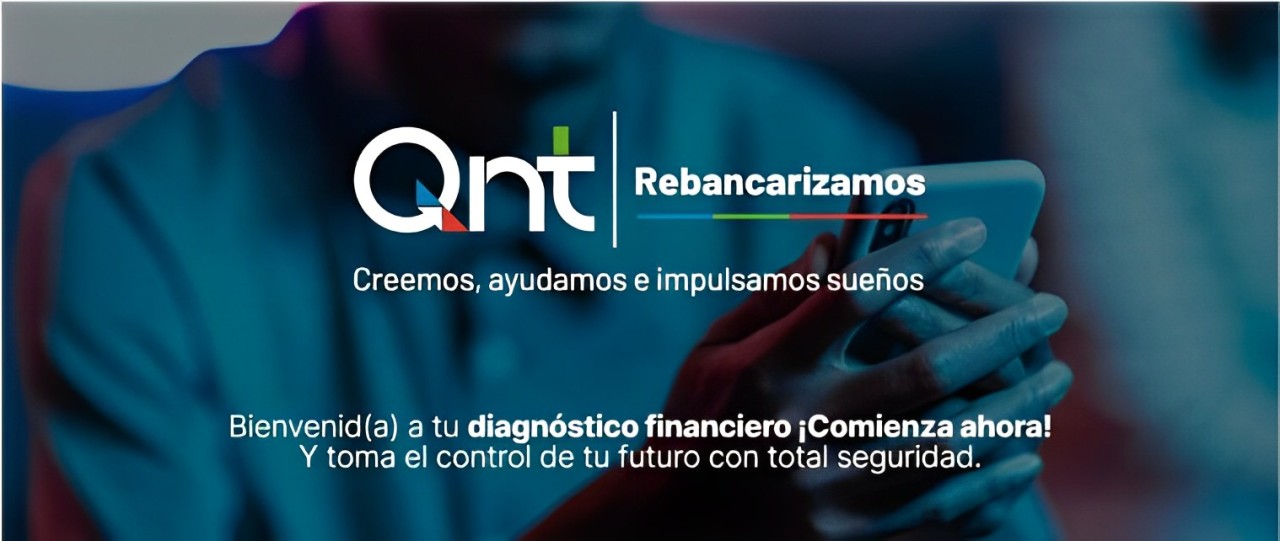 Qnt
Rebancarizamos
Creemos, ayudamos e impulsamos sueños
Bienvenid(a) a tu diagnóstico financiero ¡Comienza ahora!
Y toma el control de tu futuro con total seguridad.